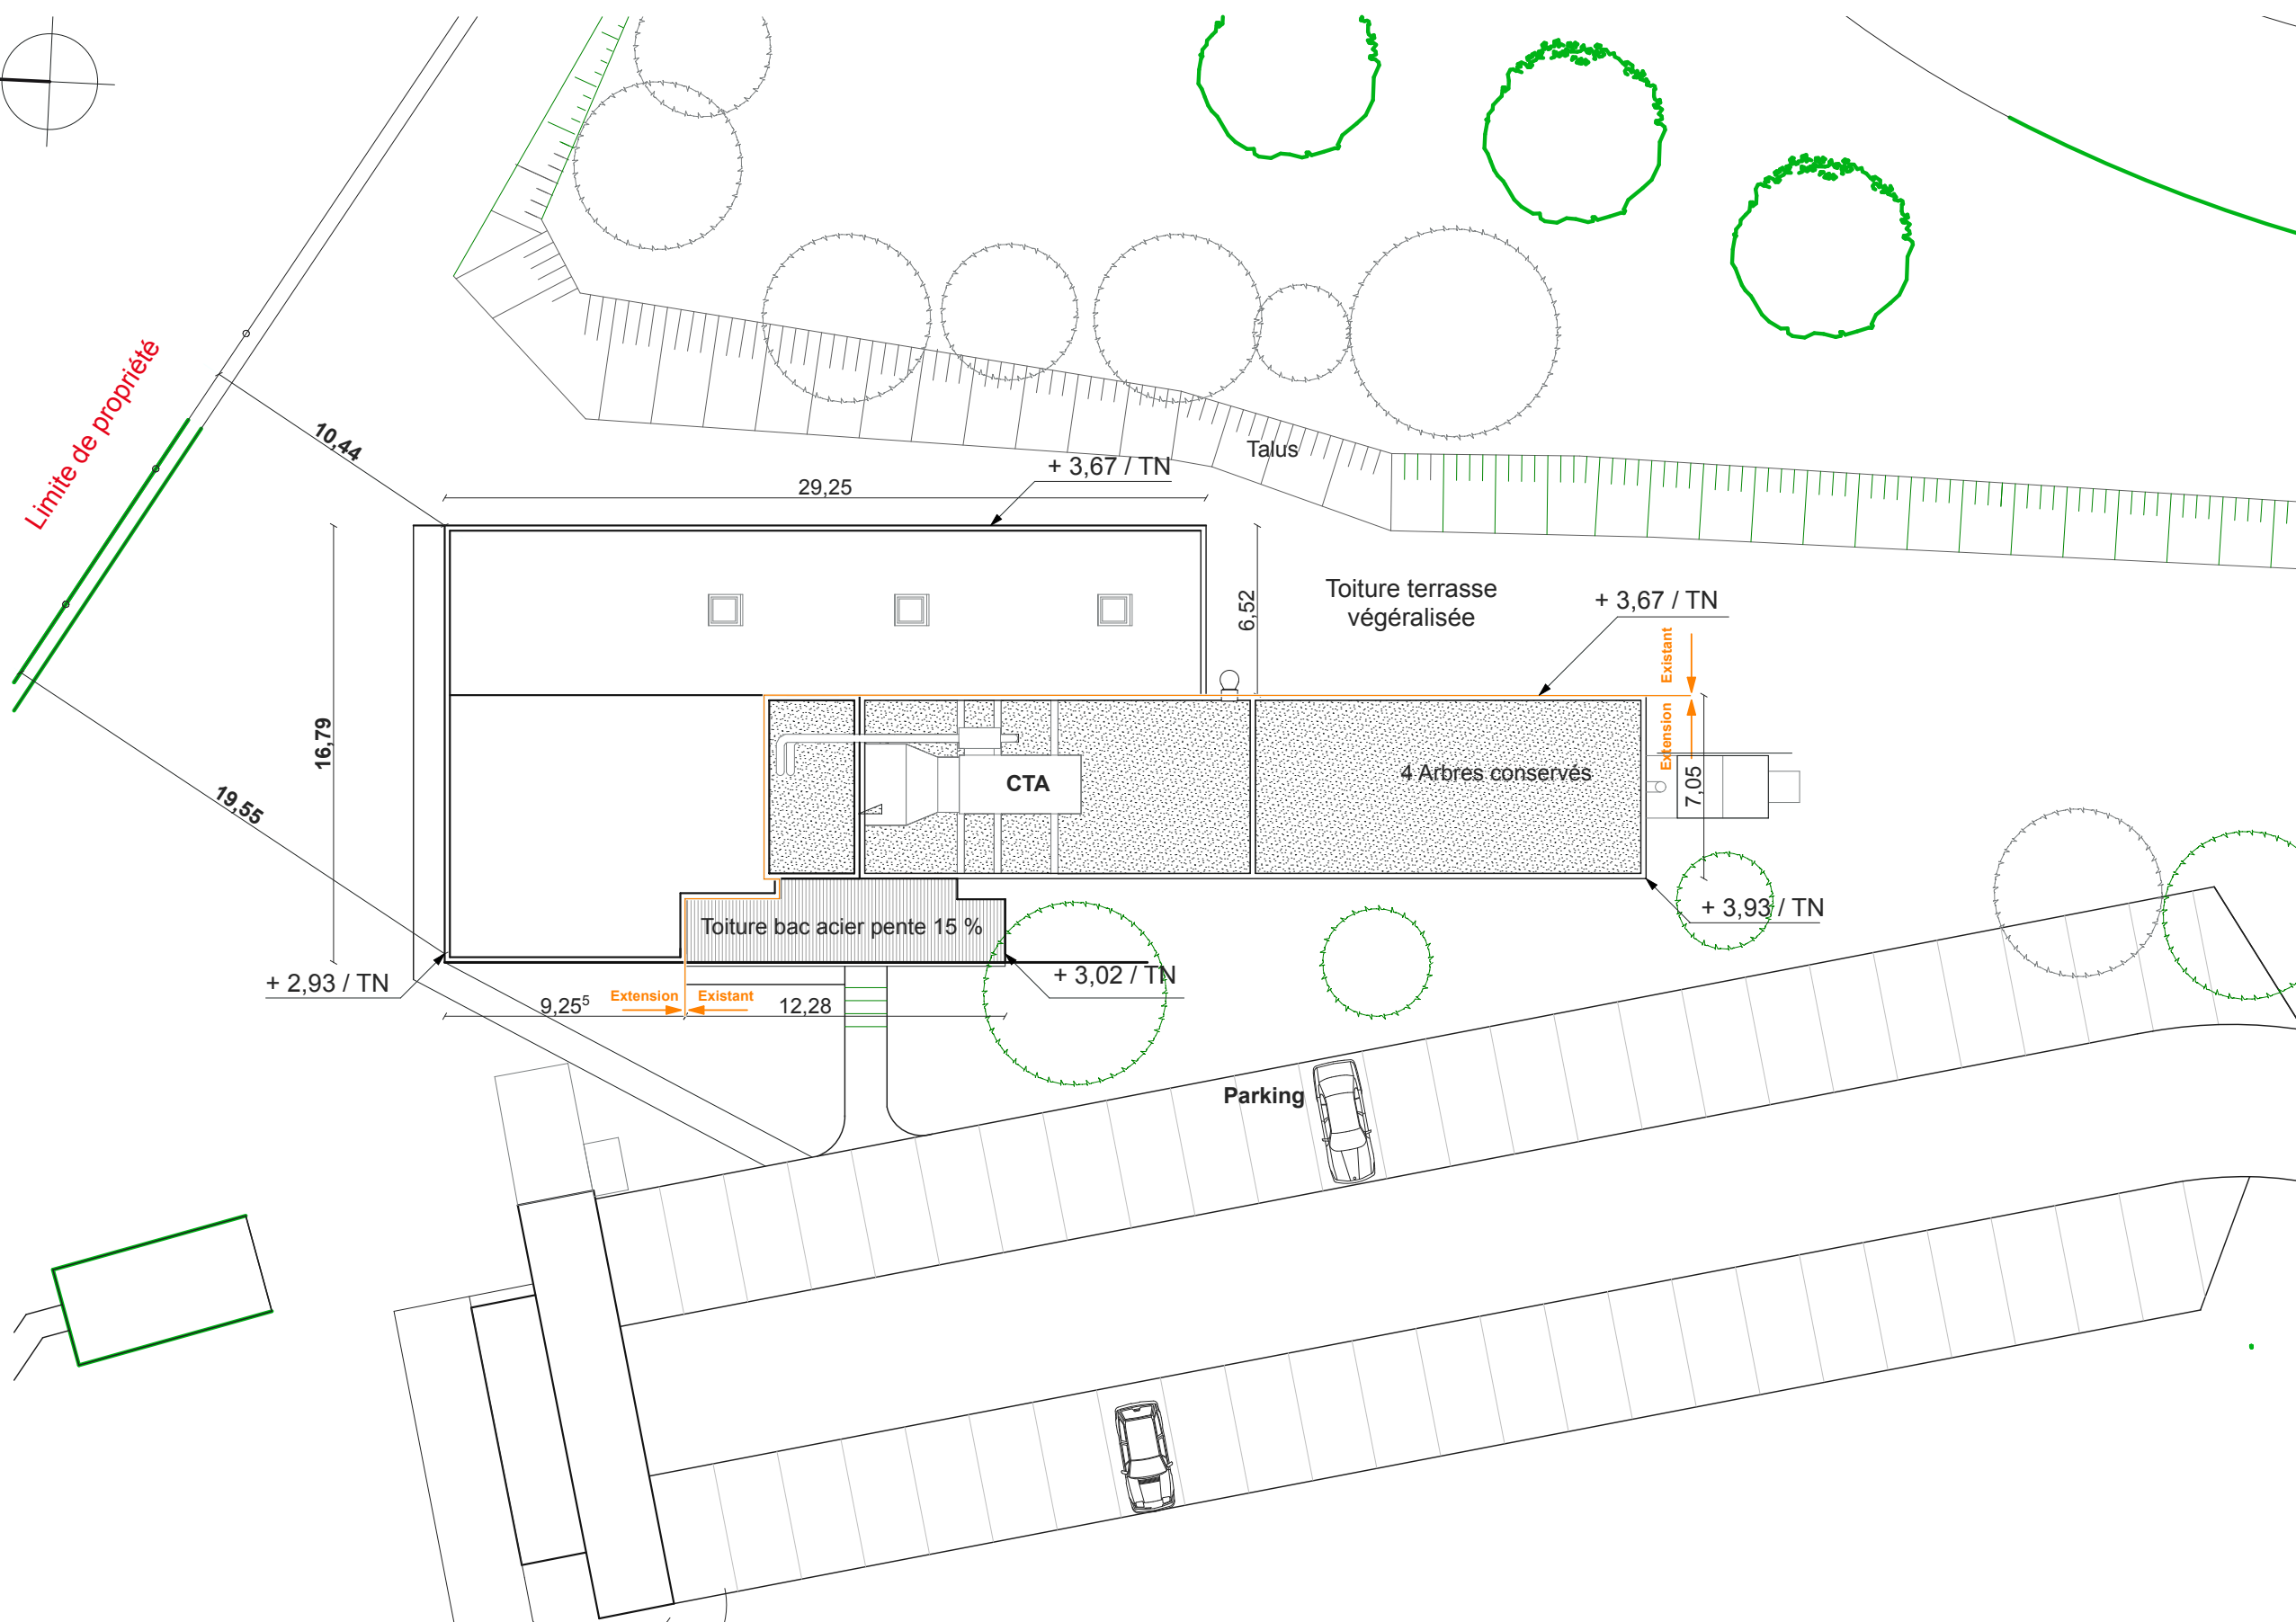 Limite de propriété
10,44
+ 3,67 / TN
Talus
29,25
6,52
Toiture terrasse
végéralisée
+ 3,67 / TN
Existant
Extension
16,79
19,55
CTA
4 Arbres conservés
7,05
+ 3,93 / TN
Toiture bac acier pente 15 %
+ 2,93 / TN
+ 3,02 / TN
9,25⁵
Extension
Existant
12,28
Parking